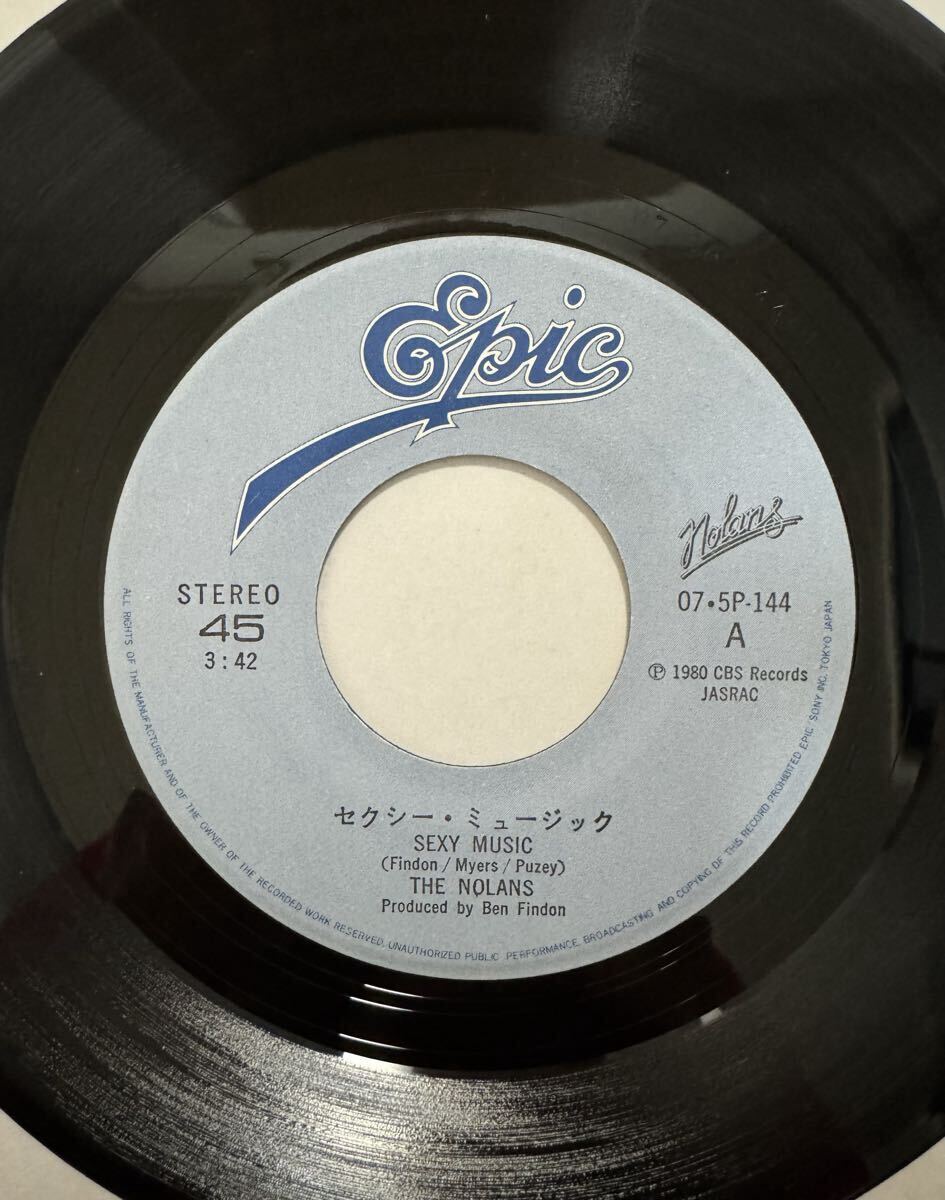 Epic
Nolans
STEREO
45
3:42
07•5P-144
A
Ⓟ 1980 CBS Records
JASRAC
セクシー・ミュージック
SEXY MUSIC
(Findon / Myers / Puzey)
THE NOLANS
Produced by Ben Findon
ALL RIGHTS OF THE MANUFACTURER AND OF THE OWNER OF THE RECORDED WORK RESERVED. UNAUTHORIZED PUBLIC PERFORMANCE, BROADCASTING AND COPYING OF THIS RECORD PROHIBITED EPIC/SONY INC. TOKYO JAPAN